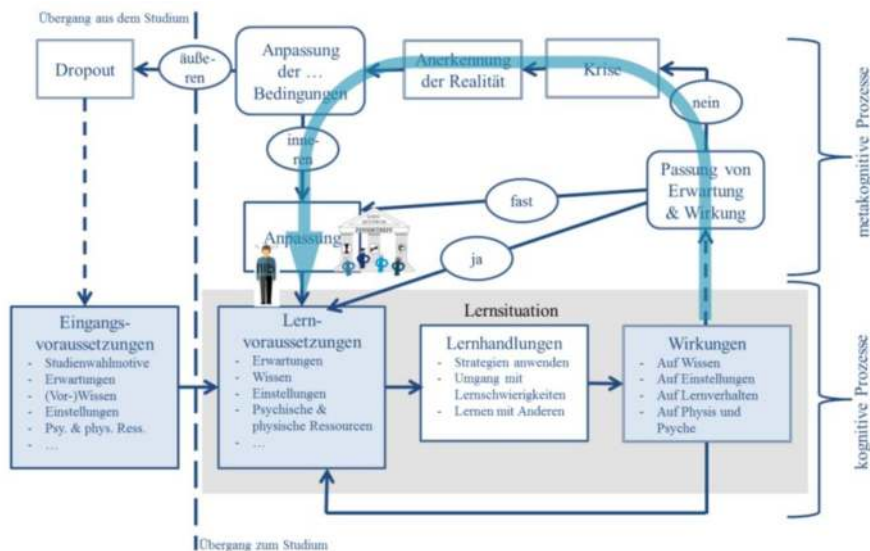 Übergang aus dem Studium
Dropout
äuße-
ren
Anpassung
der …
Bedingungen
Anerkennung
der Realität
Krise
nein
inne-
ren
Passung von
Erwartung
& Wirkung
fast
Anpassung
ja
metakognitive Prozesse
Lernsituation
Eingangs-
voraussetzungen
- Studienwahlmotive
- Erwartungen
- (Vor-)Wissen
- Einstellungen
- Psy. & phys. Ress.
- …
Lern-
voraussetzungen
- Erwartungen
- Wissen
- Einstellungen
- Psychische &
physische Ressourcen
- …
Lernhandlungen
- Strategien anwenden
- Umgang mit
Lernschwierigkeiten
- Lernen mit Anderen
Wirkungen
- Auf Wissen
- Auf Einstellungen
- Auf Lernverhalten
- Auf Physis und
Psyche
kognitive Prozesse
Übergang zum Studium